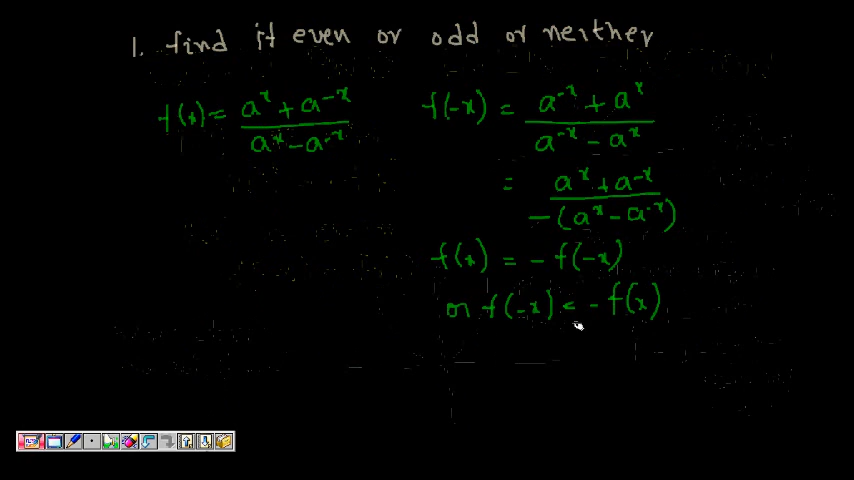 1. find it even or odd or neither
f(x) = a^x + a^-x / a^x - a^-x
f(-x) = a^-x + a^x / a^-x - a^x
= a^x + a^-x / -(a^x - a^-x)
f(x) = - f(-x)
or f(-x) = - f(x)